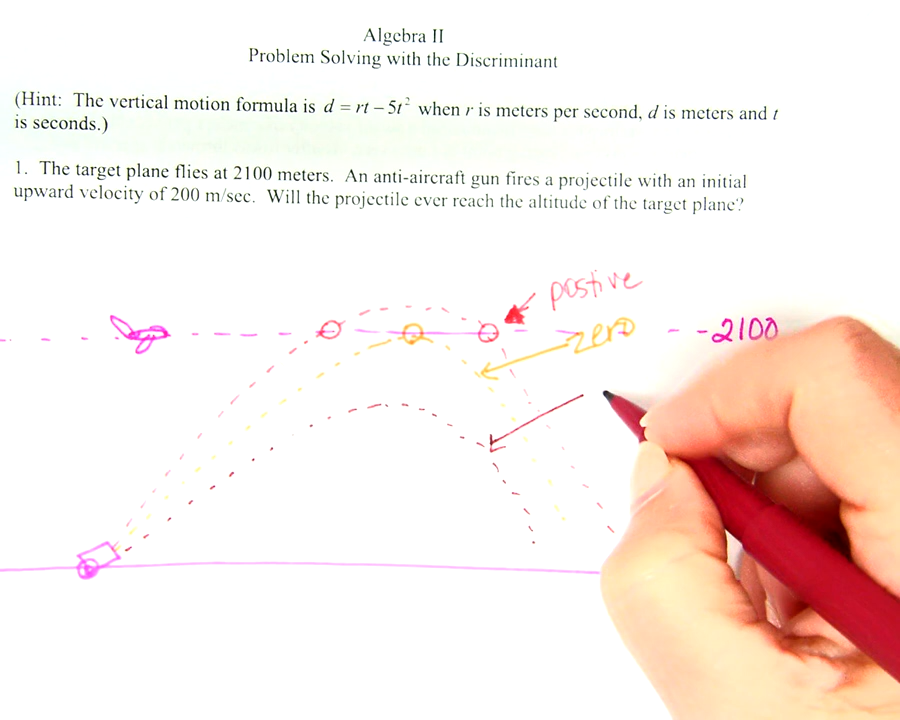 Algebra II
Problem Solving with the Discriminant
(Hint: The vertical motion formula is d = rt – 5t² when r is meters per second, d is meters and t
is seconds.)
1. The target plane flies at 2100 meters. An anti-aircraft gun fires a projectile with an initial
upward velocity of 200 m/sec. Will the projectile ever reach the altitude of the target plane?
postive
zero
-2100